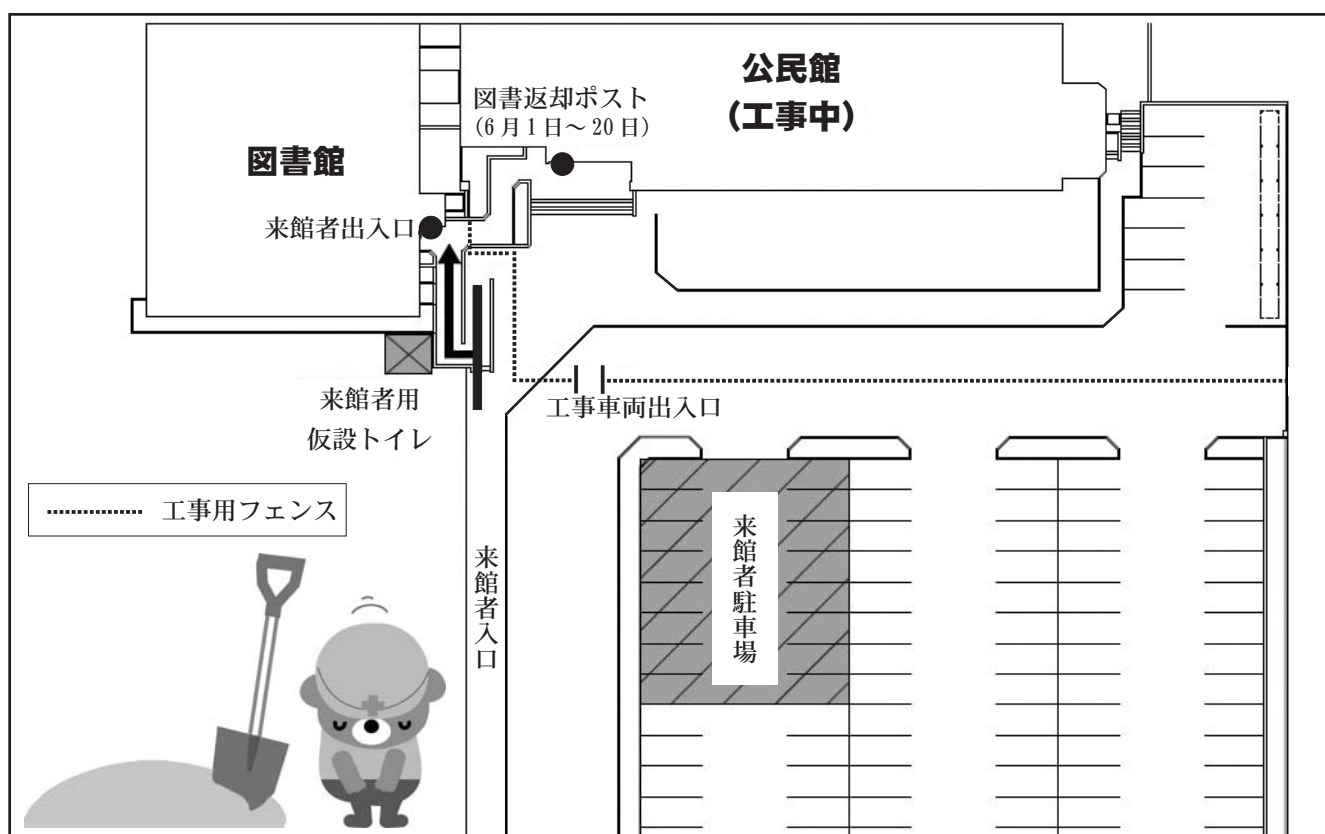 公民館
(工事中)
図書返却ポスト
(6月1日～20日)
図書館
来館者出入口
来館者用
仮設トイレ
工事車両出入口
工事用フェンス
来館者入口
来館者駐車場